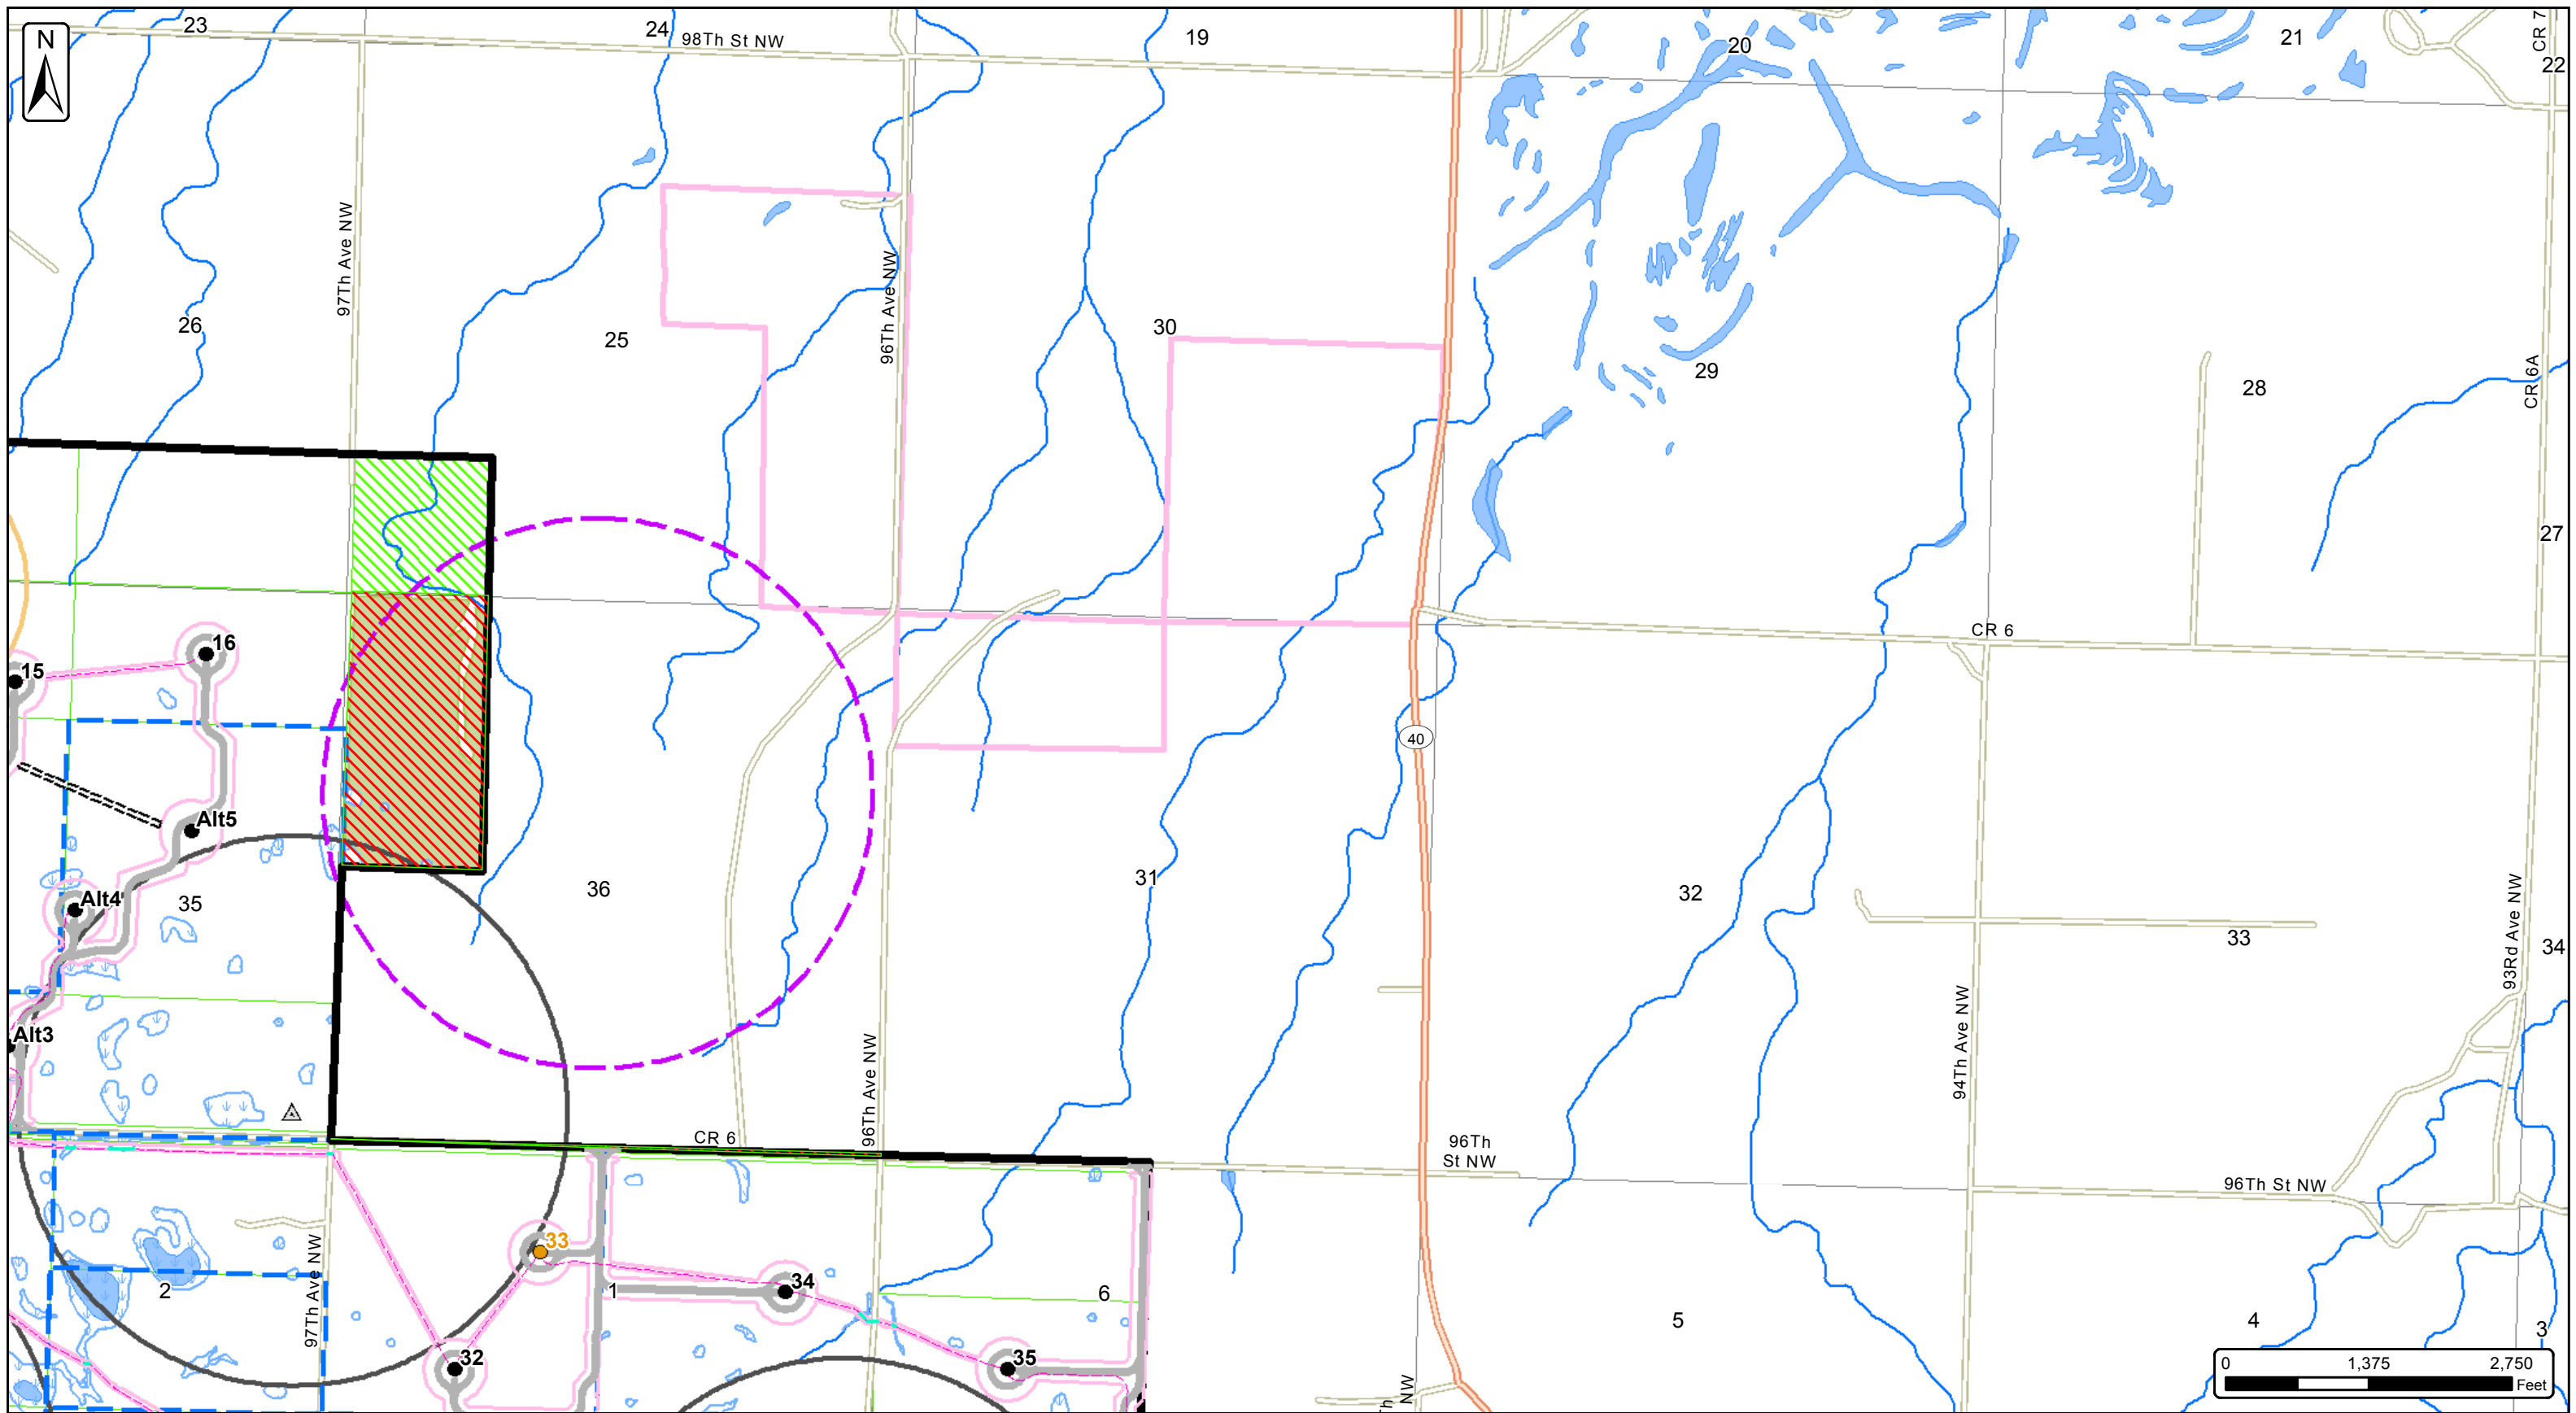 23
24
98Th St NW
19
20
21
CR 7
22
N
97Th Ave NW
96Th Ave NW
26
25
30
29
28
CR 6A
27
16
15
CR 6
40
Alt5
Alt4
35
36
31
32
33
93Rd Ave NW
34
Alt3
94Th Ave NW
96Th Ave NW
CR 6
96Th
St NW
96Th St NW
97Th Ave NW
33
2
1
34
6
5
4
3
32
35
NW
0 1,375 2,750
Feet